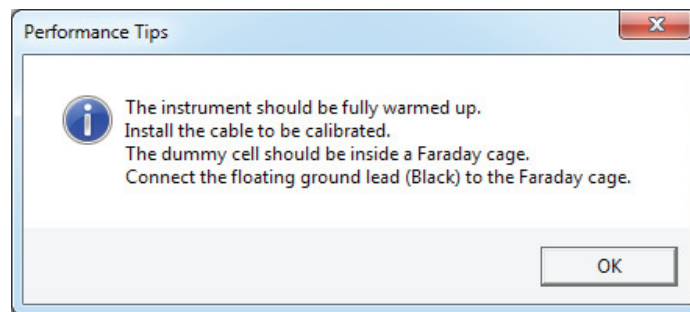 Performance Tips
The instrument should be fully warmed up.
Install the cable to be calibrated.
The dummy cell should be inside a Faraday cage.
Connect the floating ground lead (Black) to the Faraday cage.
OK